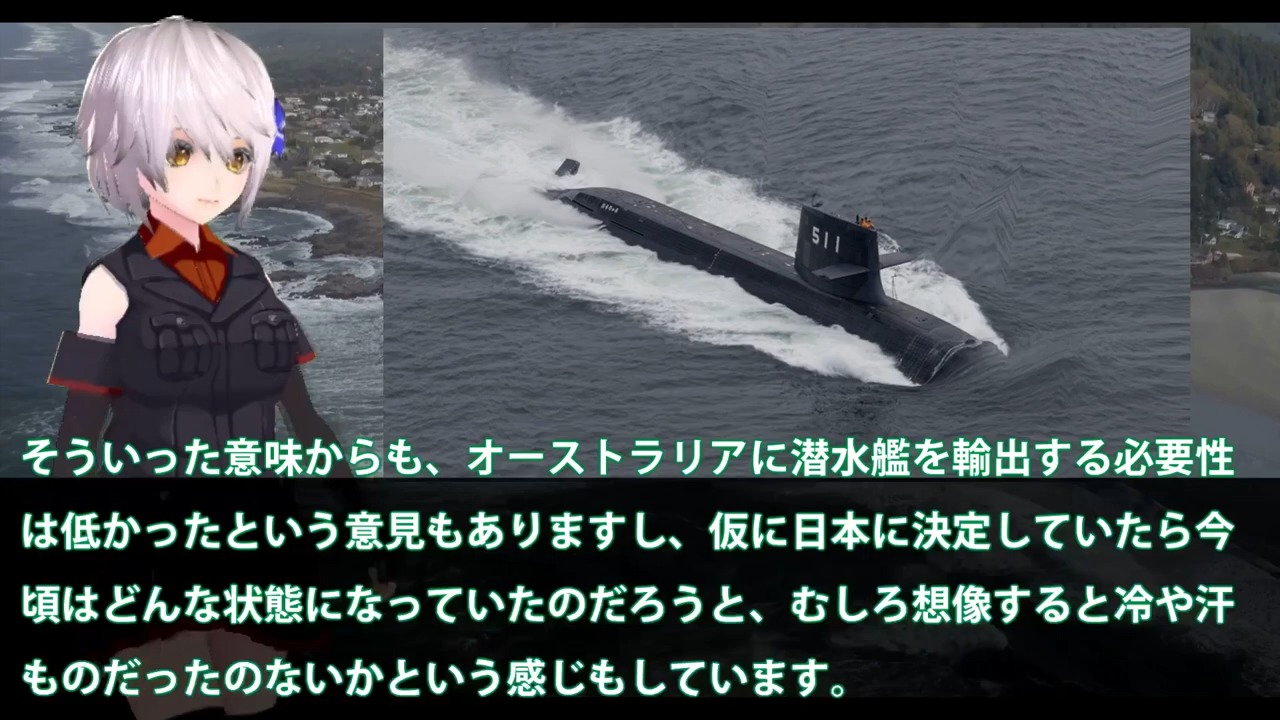 511
そういった意味からも、オーストラリアに潜水艦を輸出する必要性
は低かったという意見もありますし、仮に日本に決定していたら今
頃はどんな状態になっていたのだろうと、むしろ想像すると冷や汗
ものだったのないかという感じもしています。